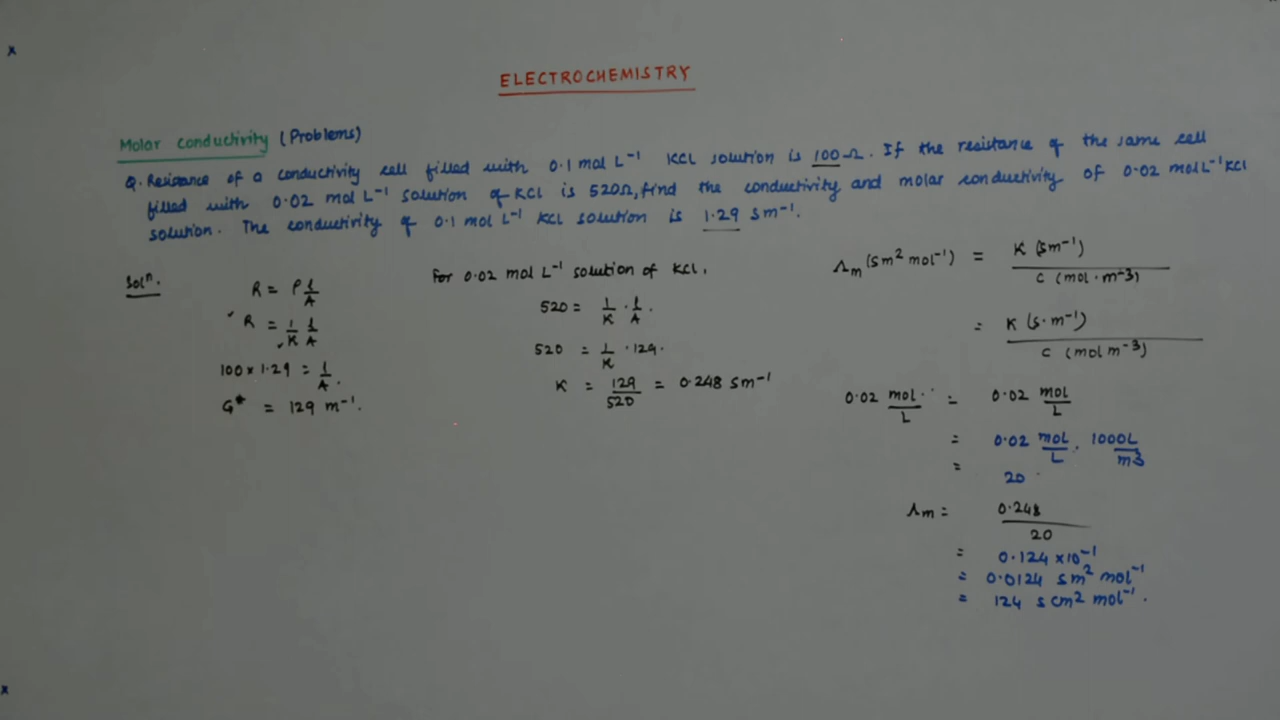 ELECTROCHEMISTRY
Molar conductivity (Problems)
Q. Resistance of a conductivity cell filled with 0.1 mol L⁻¹ KCl solution is 100Ω. If the resistance of the same cell
filled with 0.02 mol L⁻¹ solution of KCl is 520Ω, find the conductivity and molar conductivity of 0.02 mol L⁻¹ KCl
solution. The conductivity of 0.1 mol L⁻¹ KCl solution is 1.29 Sm⁻¹.
Solⁿ.
R = ρ l/A
R = 1/K l/A
100 x 1.29 = l/A.
G* = 129 m⁻¹.
For 0.02 mol L⁻¹ solution of KCl,
520 = 1/K · l/A.
520 = 1/K · 129.
K = 129/520 = 0.248 Sm⁻¹
Λm (Sm² mol⁻¹) = K (Sm⁻¹) / C (mol·m⁻³)
= K (S·m⁻¹) / C (mol m⁻³)
0.02 mol/L = 0.02 mol/L
= 0.02 mol/L · 1000L/m³
= 20
Λm = 0.248/20
= 0.124 x10⁻¹
= 0.0124 Sm² mol⁻¹
= 124 S cm² mol⁻¹.